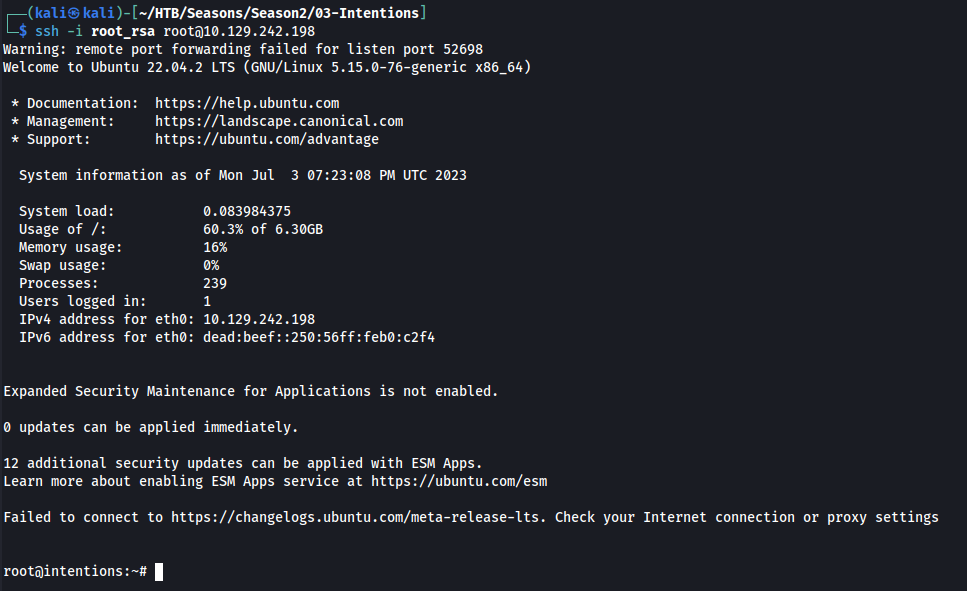 ┌──(kali㉿kali)-[~/HTB/Seasons/Season2/03-Intentions]
└─$ ssh -i root_rsa root@10.129.242.198
Warning: remote port forwarding failed for listen port 52698
Welcome to Ubuntu 22.04.2 LTS (GNU/Linux 5.15.0-76-generic x86_64)
* Documentation:  https://help.ubuntu.com
* Management:     https://landscape.canonical.com
* Support:        https://ubuntu.com/advantage
System information as of Mon Jul  3 07:23:08 PM UTC 2023
System load:           0.083984375
Usage of /:            60.3% of 6.30GB
Memory usage:          16%
Swap usage:            0%
Processes:             239
Users logged in:       1
IPv4 address for eth0: 10.129.242.198
IPv6 address for eth0: dead:beef::250:56ff:feb0:c2f4
Expanded Security Maintenance for Applications is not enabled.
0 updates can be applied immediately.
12 additional security updates can be applied with ESM Apps.
Learn more about enabling ESM Apps service at https://ubuntu.com/esm
Failed to connect to https://changelogs.ubuntu.com/meta-release-lts. Check your Internet connection or proxy settings
root@intentions:~#